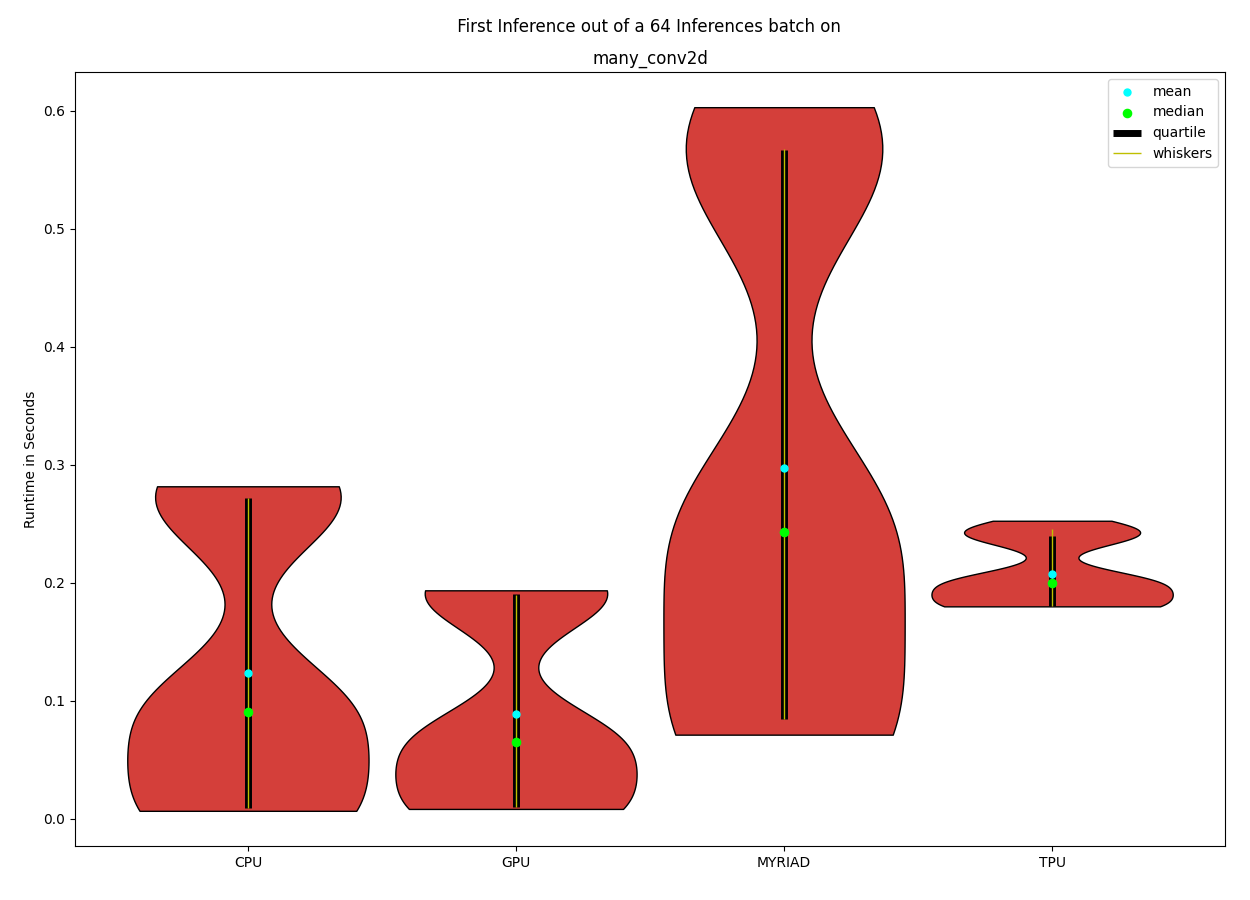 First Inference out of a 64 Inferences batch on
many_conv2d
mean
median
quartile
whiskers
Runtime in Seconds
0.6
0.5
0.4
0.3
0.2
0.1
0.0
CPU
GPU
MYRIAD
TPU